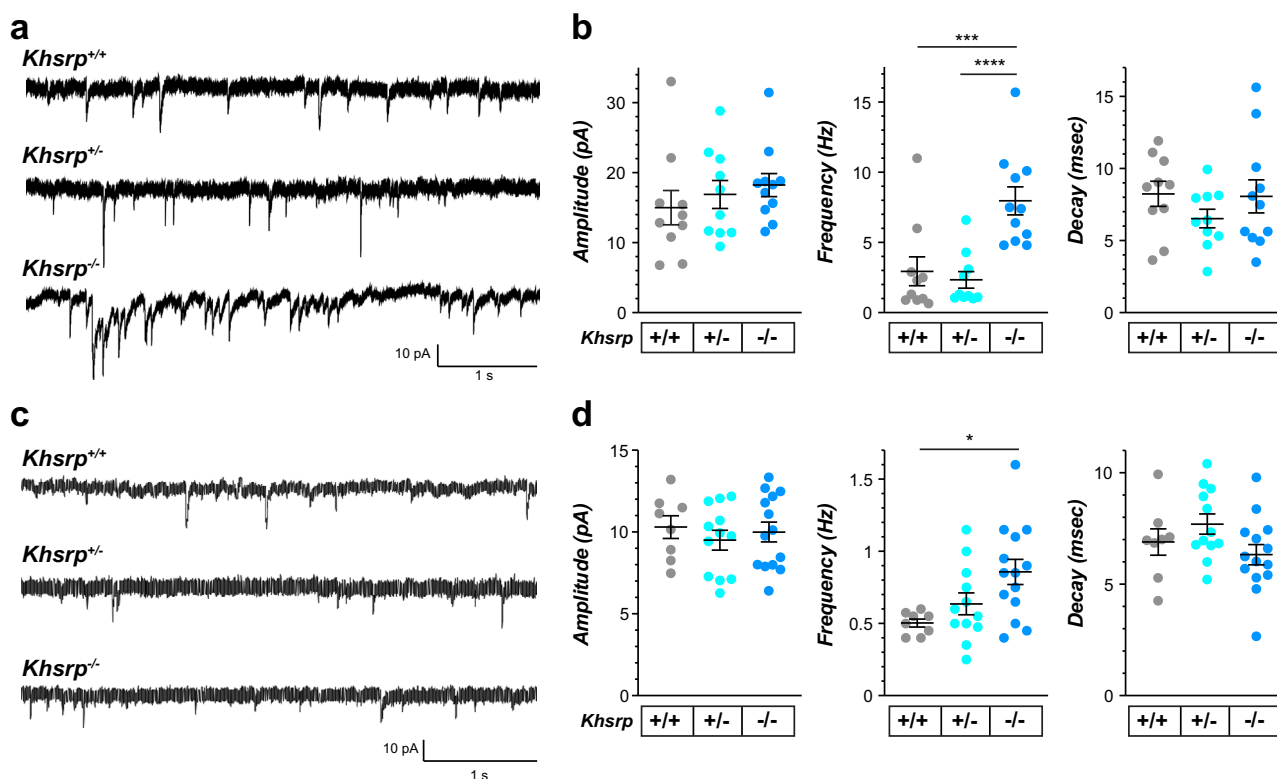 a
Khsrp+/+
Khsrp+/-
Khsrp-/-
10 pA
1 s
b
Amplitude (pA)
30
20
10
0
Khsrp +/+ +/- -/-
***
****
Frequency (Hz)
15
10
5
0
+/+ +/- -/-
Decay (msec)
15
10
5
0
+/+ +/- -/-
c
Khsrp+/+
Khsrp+/-
Khsrp-/-
10 pA
1 s
d
Amplitude (pA)
15
10
5
0
Khsrp +/+ +/- -/-
*
Frequency (Hz)
1.5
1
0.5
0
+/+ +/- -/-
Decay (msec)
10
5
0
+/+ +/- -/-